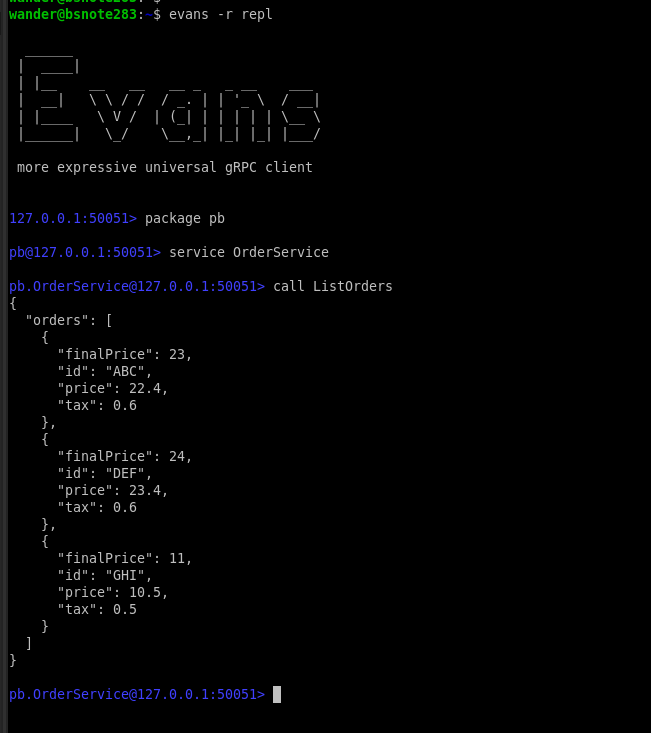 wander@bsnote283:~$
wander@bsnote283:~$ evans -r repl
  ______
 |  ____|
 | |__    __   __   __ _   _ __    ___
 |  __|   \ \ / /  / _. | | '_ \  / __|
 | |____   \ V /  | (_| | | | | | \__ \
 |______|   \_/    \__,_| |_| |_| |___/
 more expressive universal gRPC client
127.0.0.1:50051> package pb
pb@127.0.0.1:50051> service OrderService
pb.OrderService@127.0.0.1:50051> call ListOrders
{
  "orders": [
    {
      "finalPrice": 23,
      "id": "ABC",
      "price": 22.4,
      "tax": 0.6
    },
    {
      "finalPrice": 24,
      "id": "DEF",
      "price": 23.4,
      "tax": 0.6
    },
    {
      "finalPrice": 11,
      "id": "GHI",
      "price": 10.5,
      "tax": 0.5
    }
  ]
}
pb.OrderService@127.0.0.1:50051>